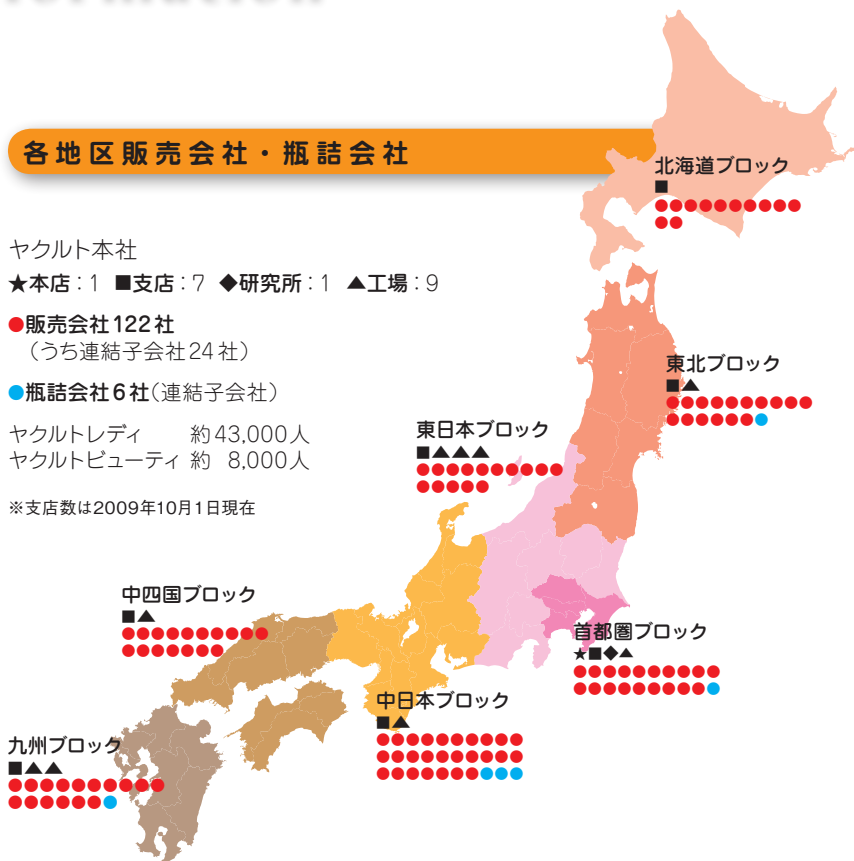 各地区販売会社・瓶詰会社
ヤクルト本社
★本店：1 ■支店：7 ◆研究所：1 ▲工場：9
●販売会社122社
（うち連結子会社24社）
●瓶詰会社6社（連結子会社）
ヤクルトレディ 約43,000人
ヤクルトビューティ 約 8,000人
※支店数は2009年10月1日現在
北海道ブロック
東北ブロック
東日本ブロック
中四国ブロック
首都圏ブロック
中日本ブロック
九州ブロック